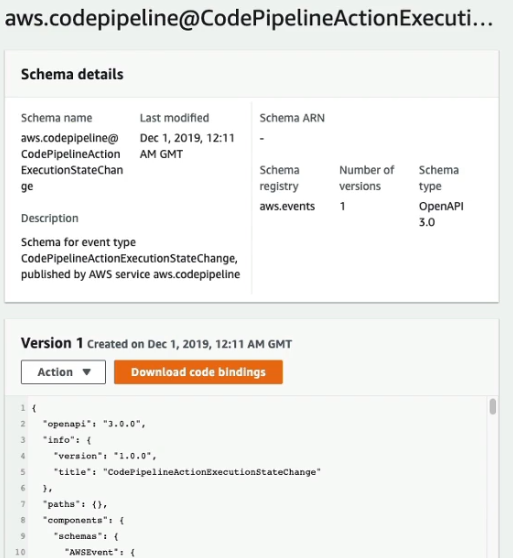 aws.codepipeline@CodePipelineActionExecuti...
Schema details
Schema name
aws.codepipeline@
CodePipelineAction
ExecutionStateChan
ge
Last modified
Dec 1, 2019, 12:11
AM GMT
Description
Schema for event type
CodePipelineActionExecutionStateChange,
published by AWS service aws.codepipeline
Schema ARN
-
Schema
registry
aws.events
Number of
versions
1
Schema
type
OpenAPI
3.0
Version 1 Created on Dec 1, 2019, 12:11 AM GMT
Action ▼
Download code bindings
1 {
2 "openapi": "3.0.0",
3 "info": {
4 "version": "1.0.0",
5 "title": "CodePipelineActionExecutionStateChange"
6 },
7 "paths": {},
8 "components": {
9 "schemas": {
10 "AWSEvent": {